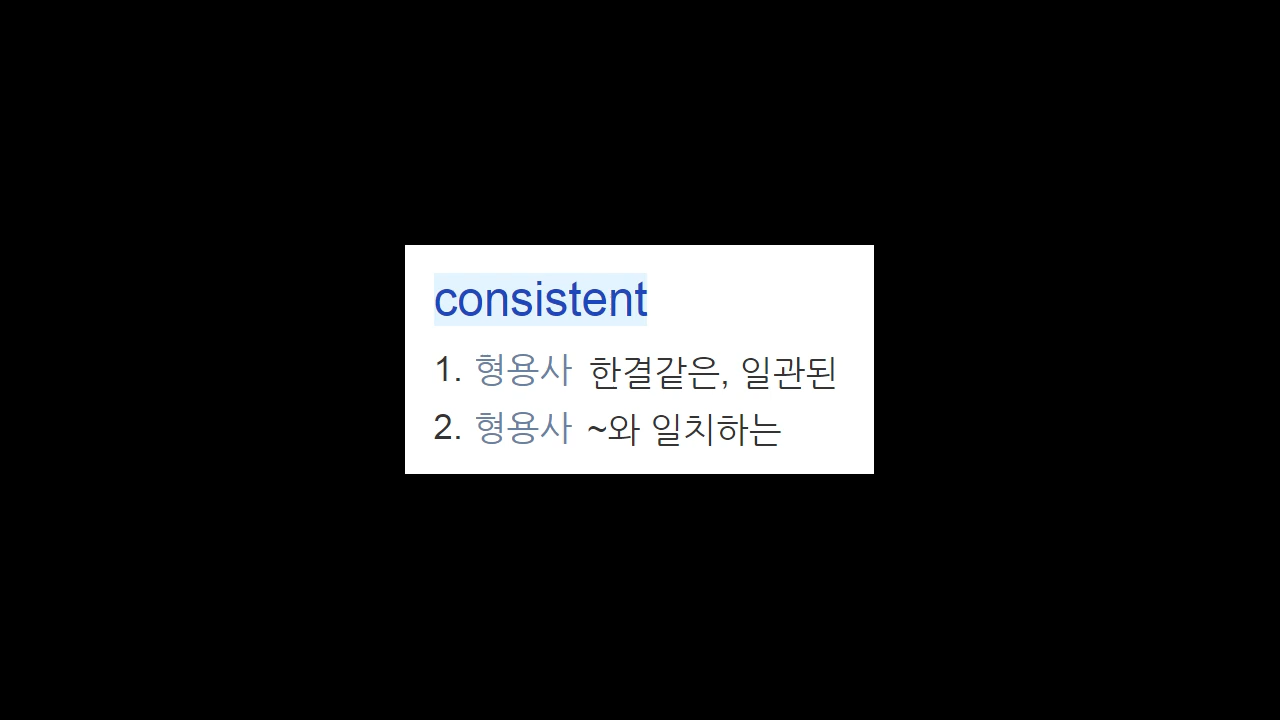 consistent
1. 형용사 한결같은, 일관된
2. 형용사 ~와 일치하는